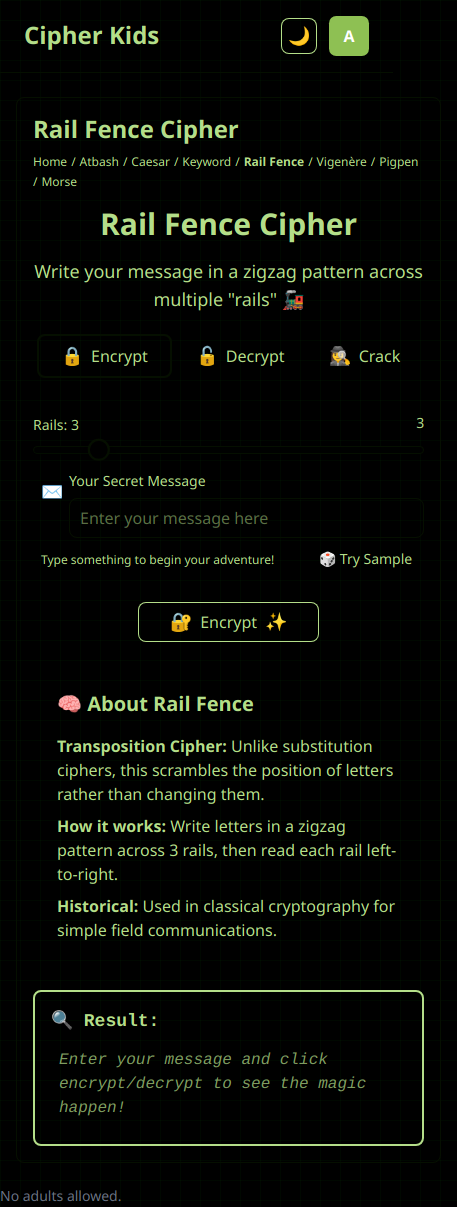 Cipher Kids
🌙
A
Rail Fence Cipher
Home / Atbash / Caesar / Keyword / Rail Fence / Vigenère / Pigpen
/ Morse
Rail Fence Cipher
Write your message in a zigzag pattern across
multiple "rails" 🚂
🔒 Encrypt 🔓 Decrypt 🕵️ Crack
Rails: 3 3
✉️ Your Secret Message
Enter your message here
Type something to begin your adventure! 🎲 Try Sample
🔐 Encrypt ✨
🧠 About Rail Fence
Transposition Cipher: Unlike substitution
ciphers, this scrambles the position of letters
rather than changing them.
How it works: Write letters in a zigzag
pattern across 3 rails, then read each rail left-
to-right.
Historical: Used in classical cryptography for
simple field communications.
🔍 Result:
Enter your message and click
encrypt/decrypt to see the magic
happen!
No adults allowed.